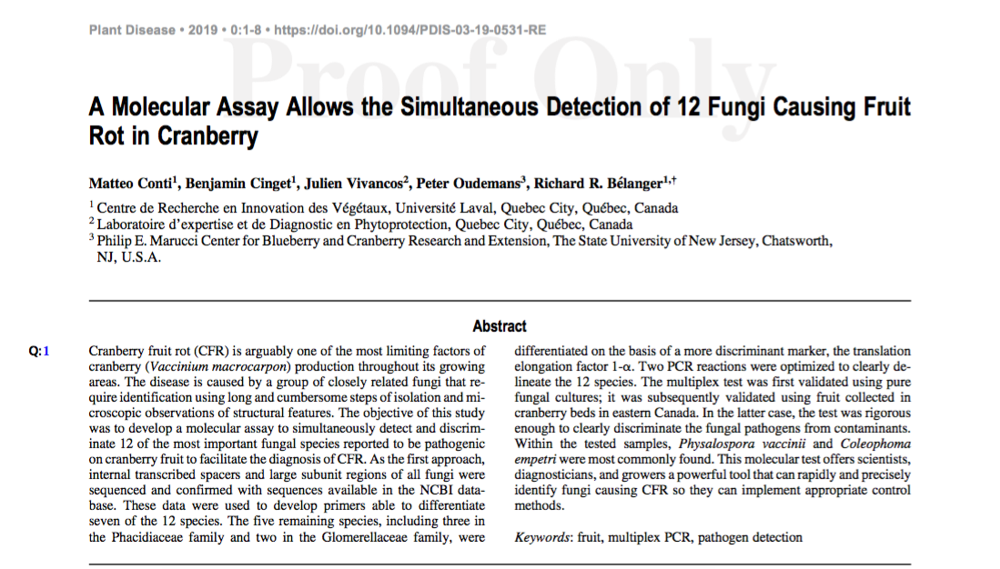 Plant Disease • 2019 • 0:1-8 • https://doi.org/10.1094/PDIS-03-19-0531-RE
Proof Only
A Molecular Assay Allows the Simultaneous Detection of 12 Fungi Causing Fruit
Rot in Cranberry
Matteo Conti¹, Benjamin Cinget¹, Julien Vivancos², Peter Oudemans³, Richard R. Bélanger¹,†
¹ Centre de Recherche en Innovation des Végétaux, Université Laval, Quebec City, Québec, Canada
² Laboratoire d'expertise et de Diagnostic en Phytoprotection, Quebec City, Québec, Canada
³ Philip E. Marucci Center for Blueberry and Cranberry Research and Extension, The State University of New Jersey, Chatsworth,
NJ, U.S.A.
Abstract
Q:1
Cranberry fruit rot (CFR) is arguably one of the most limiting factors of
cranberry (Vaccinium macrocarpon) production throughout its growing
areas. The disease is caused by a group of closely related fungi that re-
quire identification using long and cumbersome steps of isolation and mi-
croscopic observations of structural features. The objective of this study
was to develop a molecular assay to simultaneously detect and discrim-
inate 12 of the most important fungal species reported to be pathogenic
on cranberry fruit to facilitate the diagnosis of CFR. As the first approach,
internal transcribed spacers and large subunit regions of all fungi were
sequenced and confirmed with sequences available in the NCBI data-
base. These data were used to develop primers able to differentiate
seven of the 12 species. The five remaining species, including three in
the Phacidiaceae family and two in the Glomerellaceae family, were
differentiated on the basis of a more discriminant marker, the translation
elongation factor 1-α. Two PCR reactions were optimized to clearly de-
lineate the 12 species. The multiplex test was first validated using pure
fungal cultures; it was subsequently validated using fruit collected in
cranberry beds in eastern Canada. In the latter case, the test was rigorous
enough to clearly discriminate the fungal pathogens from contaminants.
Within the tested samples, Physalospora vaccinii and Coleophoma
empetri were most commonly found. This molecular test offers scientists,
diagnosticians, and growers a powerful tool that can rapidly and precisely
identify fungi causing CFR so they can implement appropriate control
methods.
Keywords: fruit, multiplex PCR, pathogen detection